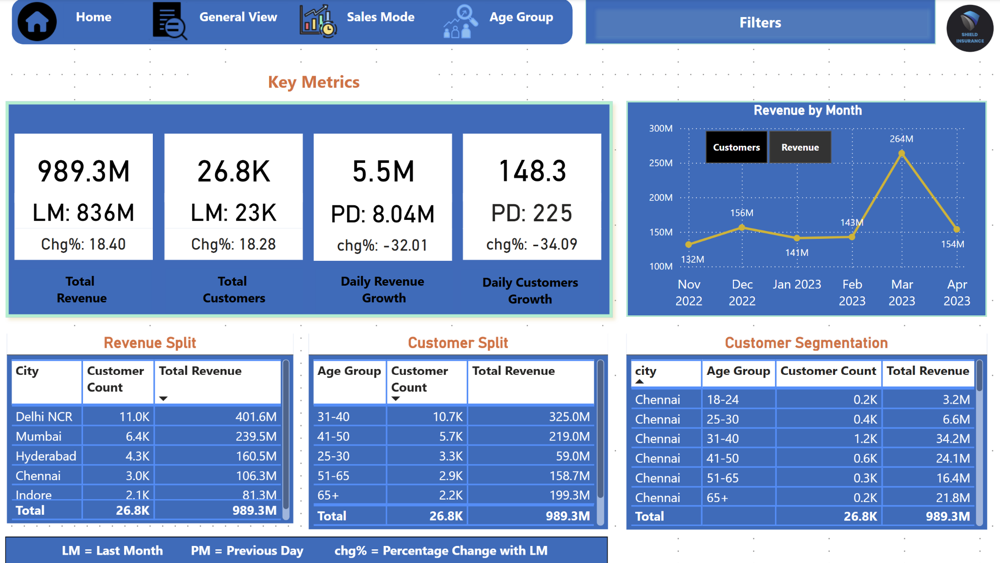 Home
General View
Sales Mode
Age Group
Filters
SHIELD
INSURANCE
Key Metrics
989.3M
LM: 836M
Chg%: 18.40
Total
Revenue
26.8K
LM: 23K
Chg%: 18.28
Total
Customers
5.5M
PD: 8.04M
chg%: -32.01
Daily Revenue
Growth
148.3
PD: 225
chg%: -34.09
Daily Customers
Growth
Revenue by Month
Customers Revenue
300M
250M
200M
150M
100M
132M
156M
141M
143M
264M
154M
Nov
2022
Dec
2022
Jan 2023
Feb
2023
Mar
2023
Apr
2023
Revenue Split
City Customer Count Total Revenue
Delhi NCR 11.0K 401.6M
Mumbai 6.4K 239.5M
Hyderabad 4.3K 160.5M
Chennai 3.0K 106.3M
Indore 2.1K 81.3M
Total 26.8K 989.3M
Customer Split
Age Group Customer Count Total Revenue
31-40 10.7K 325.0M
41-50 5.7K 219.0M
25-30 3.3K 59.0M
51-65 2.9K 158.7M
65+ 2.2K 199.3M
Total 26.8K 989.3M
Customer Segmentation
city Age Group Customer Count Total Revenue
Chennai 18-24 0.2K 3.2M
Chennai 25-30 0.4K 6.6M
Chennai 31-40 1.2K 34.2M
Chennai 41-50 0.6K 24.1M
Chennai 51-65 0.3K 16.4M
Chennai 65+ 0.2K 21.8M
Total 26.8K 989.3M
LM = Last Month PM = Previous Day chg% = Percentage Change with LM